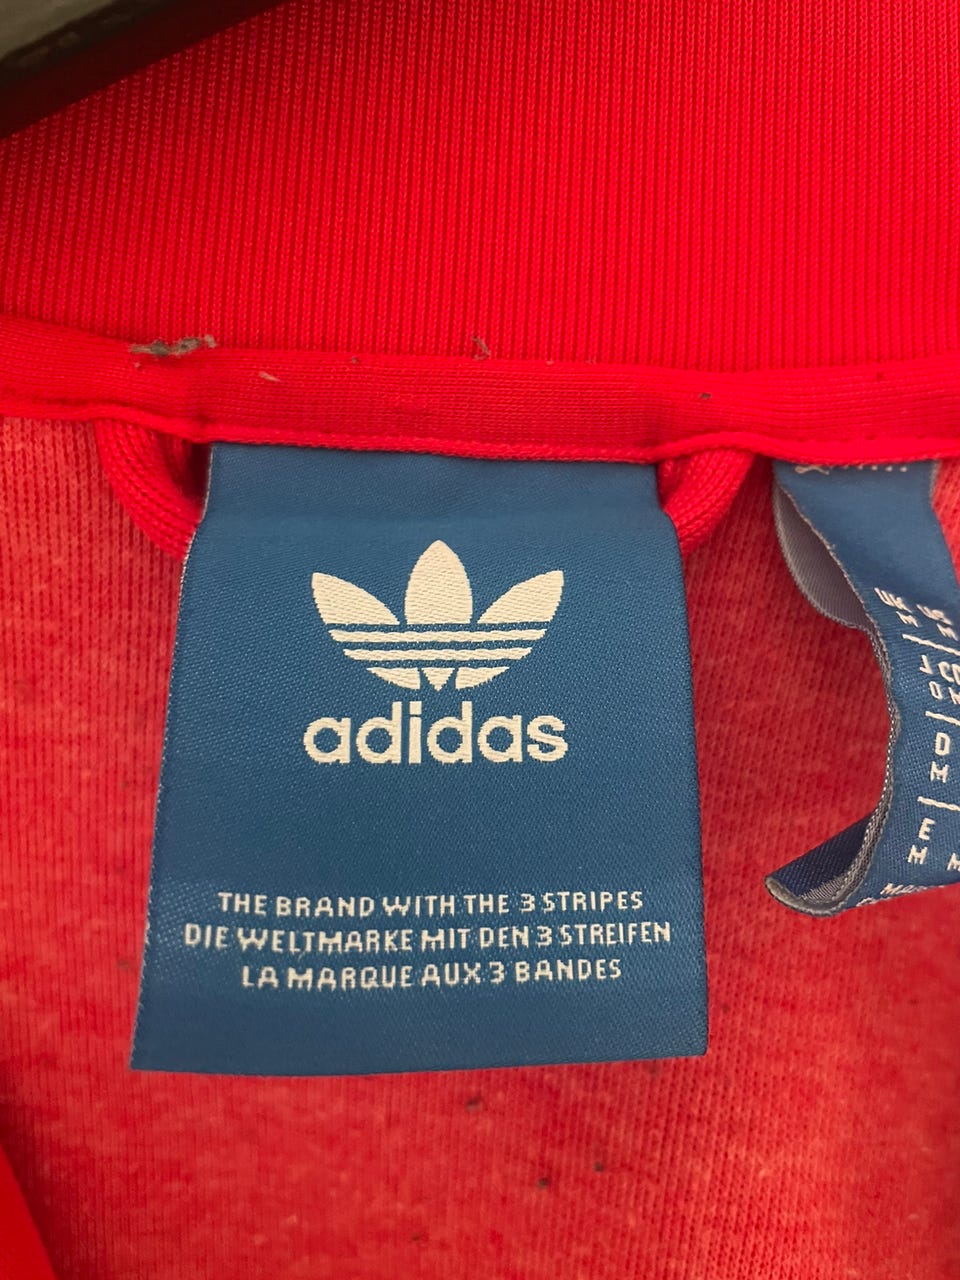 adidas
THE BRAND WITH THE 3 STRIPES
DIE WELTMARKE MIT DEN 3 STREIFEN
LA MARQUE AUX 3 BANDES